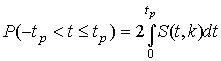 P(-t_p < t ≤ t_p) = 2 ∫_0^{t_p} S(t,k)dt